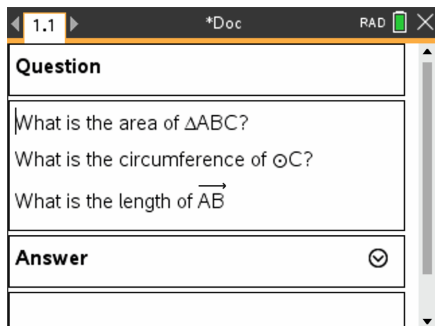 1.1 *Doc RAD
Question
What is the area of ∆ABC?
What is the circumference of ⊙C?
What is the length of A͞B⃗
Answer